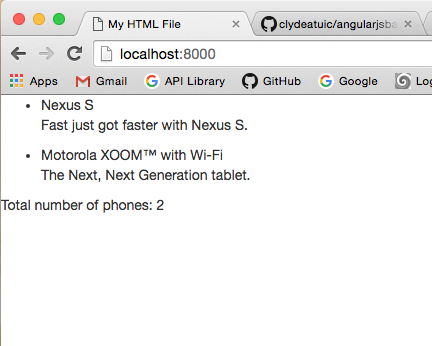 My HTML File
clydeatuic/angularjsba
localhost:8000
Apps Gmail API Library GitHub Google Log
Nexus S
Fast just got faster with Nexus S.
Motorola XOOM™ with Wi-Fi
The Next, Next Generation tablet.
Total number of phones: 2